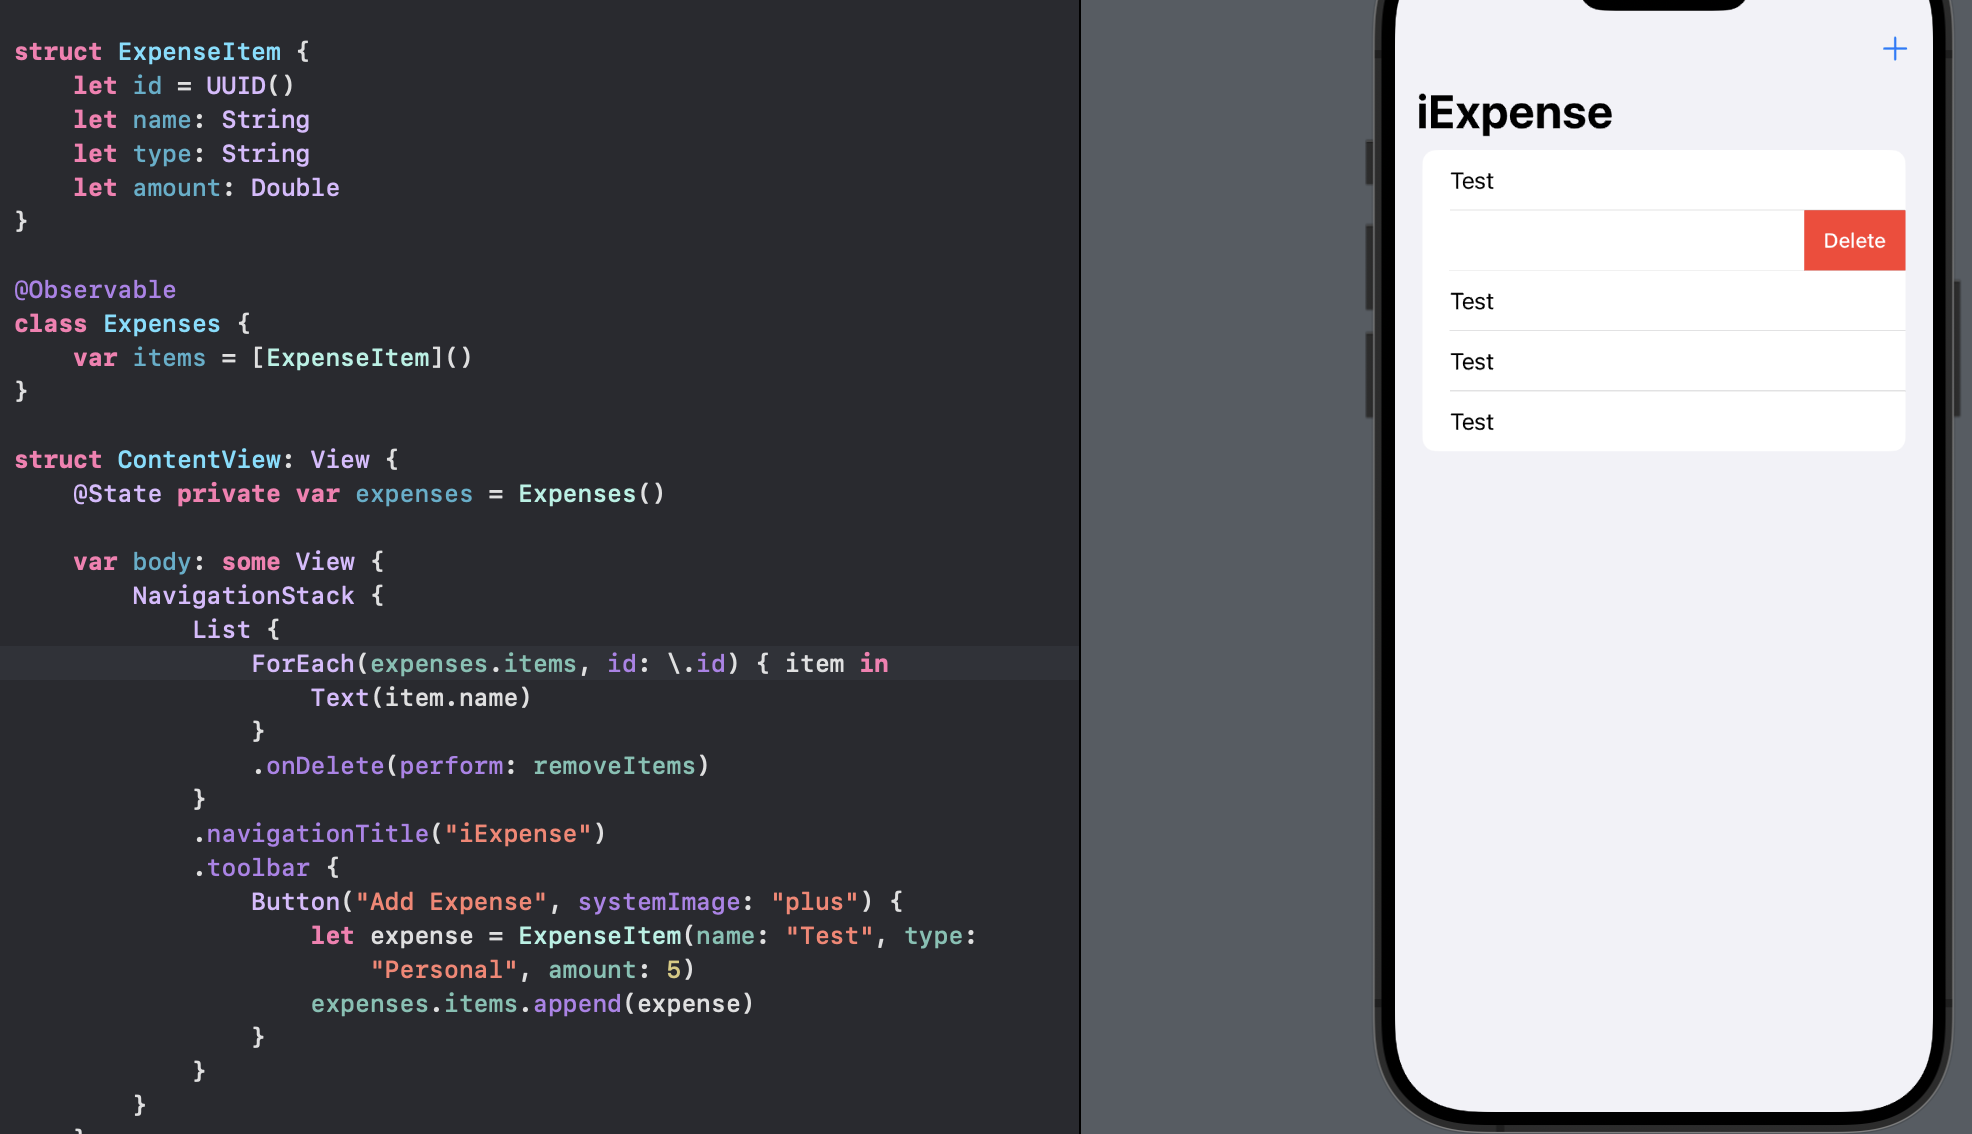 struct ExpenseItem {
    let id = UUID()
    let name: String
    let type: String
    let amount: Double
}

@Observable
class Expenses {
    var items = [ExpenseItem]()
}

struct ContentView: View {
    @State private var expenses = Expenses()

    var body: some View {
        NavigationStack {
            List {
                ForEach(expenses.items, id: \.id) { item in
                    Text(item.name)
                }
                .onDelete(perform: removeItems)
            }
            .navigationTitle("iExpense")
            .toolbar {
                Button("Add Expense", systemImage: "plus") {
                    let expense = ExpenseItem(name: "Test", type:
                        "Personal", amount: 5)
                    expenses.items.append(expense)
                }
            }
        }
iExpense
Test
Delete
Test
Test
Test